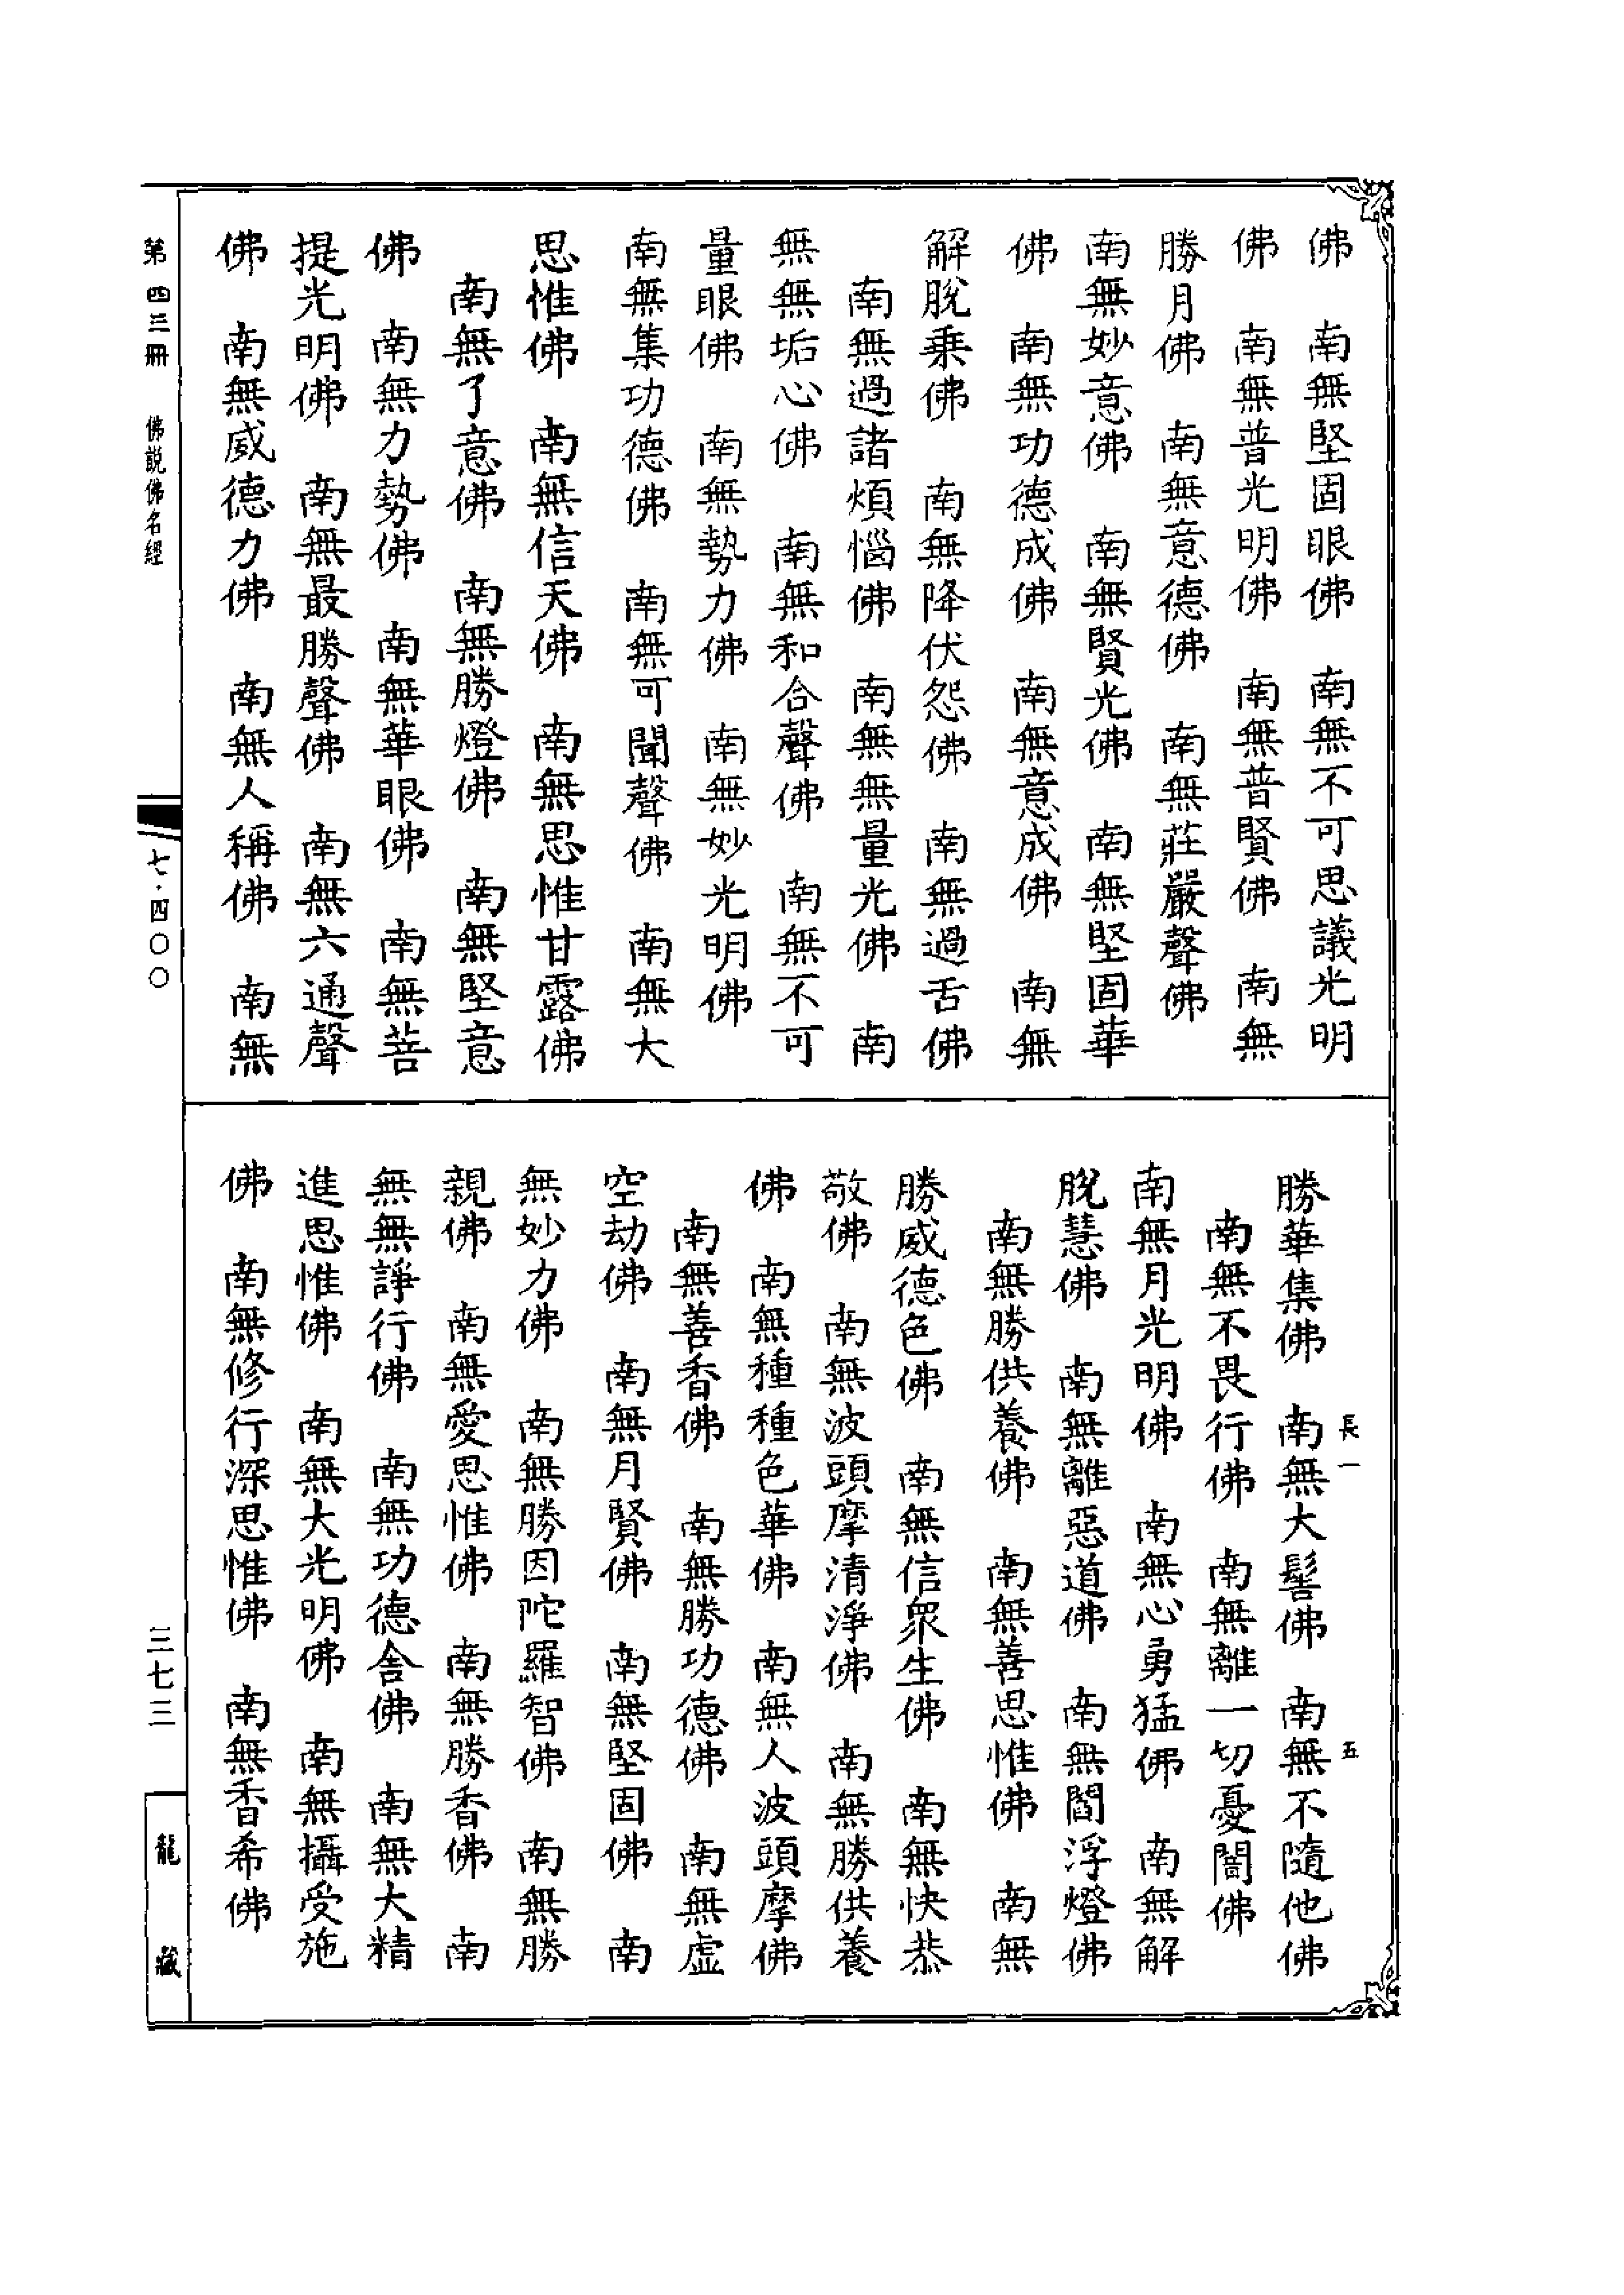 佛　南無堅固眼佛　南無不可思議光明
佛　南無普光明佛　南無普賢佛　南無
勝月佛　南無意德佛　南無莊嚴聲佛
南無妙意佛　南無賢光佛　南無堅固華
佛　南無功德成佛　南無意成佛　南無
解脫乘佛　南無降伏怨佛　南無過舌佛
南無過諸煩惱佛　南無無量光佛　南
無無垢心佛　南無和合聲佛　南無不可
量眼佛　南無勢力佛　南無妙光明佛
南無集功德佛　南無可聞聲佛　南無大
思惟佛　南無信天佛　南無思惟甘露佛
南無了意佛　南無勝燈佛　南無堅意
佛　南無力勢佛　南無華眼佛　南無菩
提光明佛　南無最勝聲佛　南無六通聲
佛　南無威德力佛　南無人稱佛　南無
長一　五
勝華集佛　南無大髻佛　南無不隨他佛
南無不畏行佛　南無離一切憂闇佛
南無月光明佛　南無心勇猛佛　南無解
脫慧佛　南無離惡道佛　南無閻浮燈佛
南無勝供養佛　南無善思惟佛　南無
勝威德色佛　南無信眾生佛　南無快恭
敬佛　南無波頭摩清淨佛　南無勝供養
佛　南無種種色華佛　南無人波頭摩佛
南無善香佛　南無勝功德佛　南無虛
空劫佛　南無月賢佛　南無堅固佛　南
無妙力佛　南無勝因陀羅智佛　南無勝
親佛　南無愛思惟佛　南無勝香佛　南
無無諍行佛　南無功德舍佛　南無大精
進思惟佛　南無大光明佛　南無攝受施
佛　南無修行深思惟佛　南無香希佛
第四三冊　佛說佛名經
七·四〇〇
三七三
龍藏